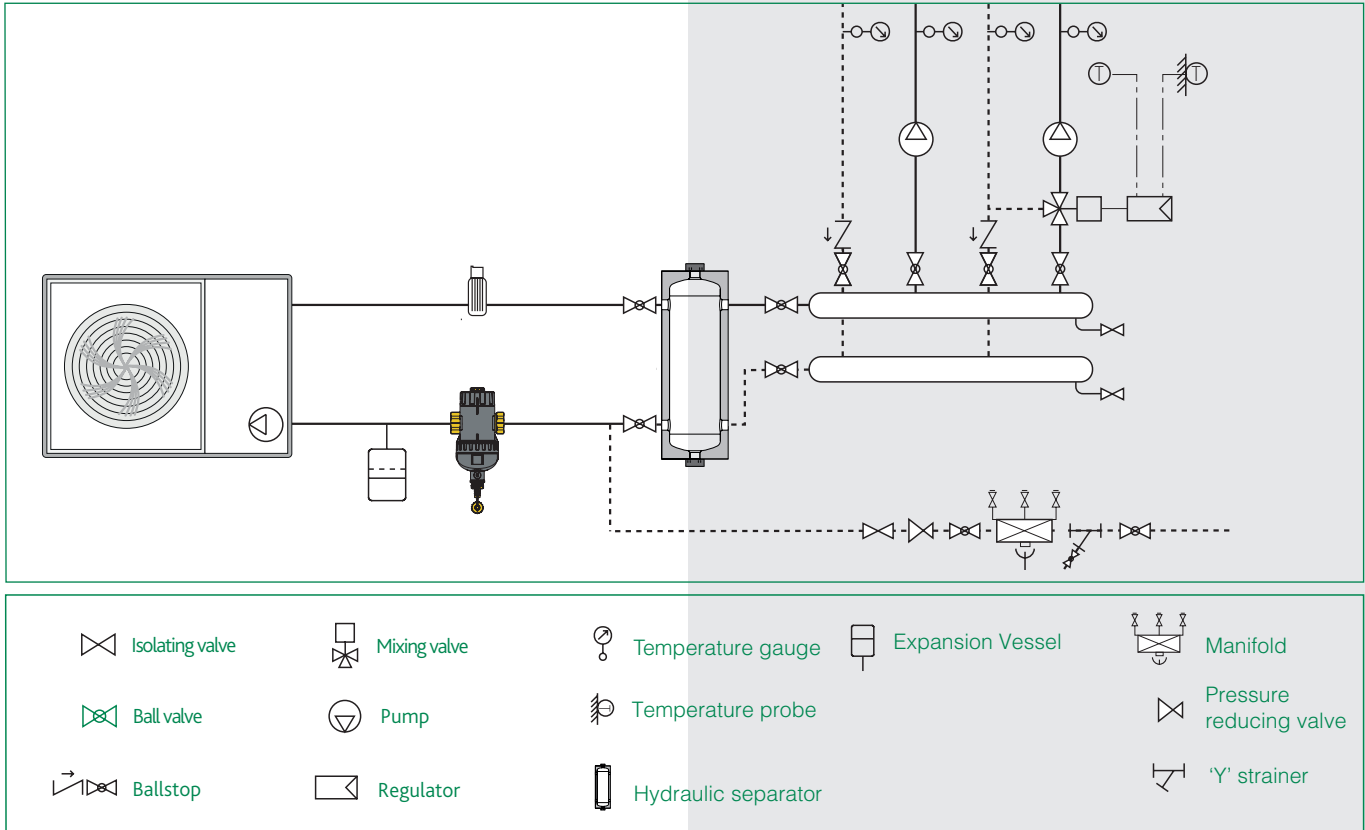 T
T
Isolating valve
Mixing valve
Temperature gauge
Expansion Vessel
Manifold
Ball valve
Pump
Temperature probe
Pressure
reducing valve
Ballstop
Regulator
Hydraulic separator
'Y' strainer